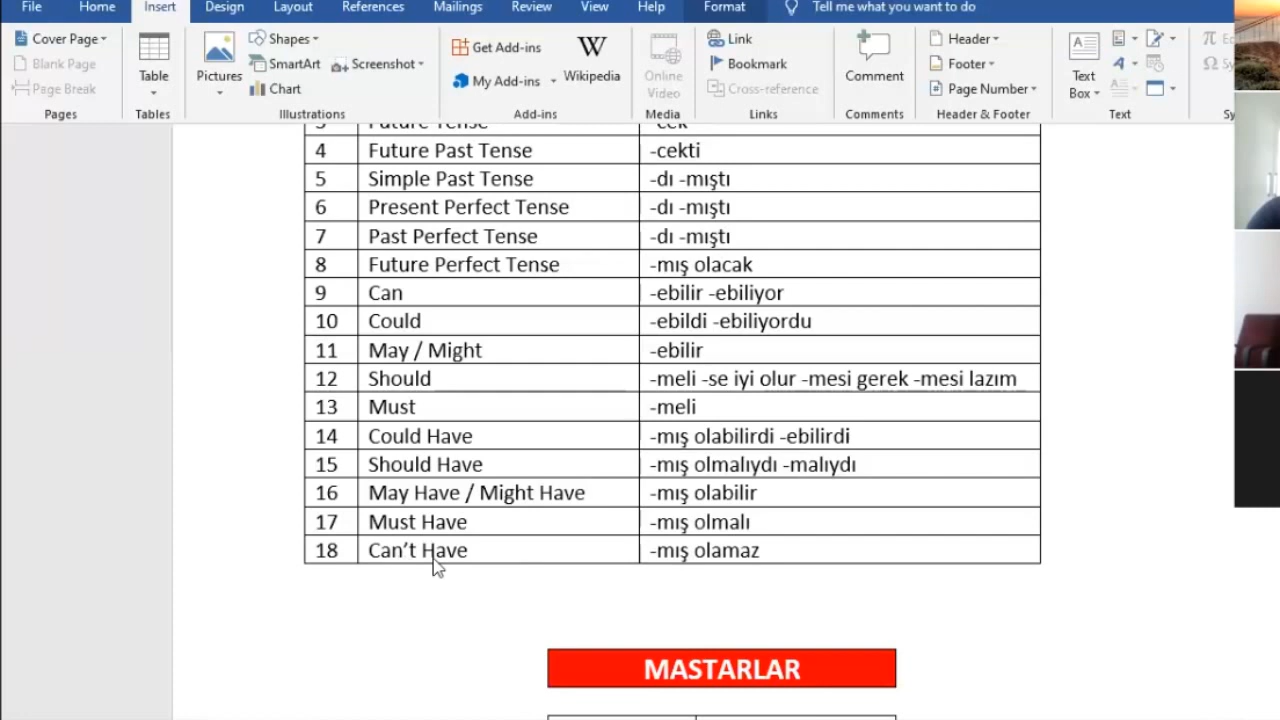 File Home Insert Design Layout References Mailings Review View Help Format Tell me what you want to do
Cover Page
Blank Page
Page Break
Pages
Table
Tables
Pictures
Shapes
SmartArt
Chart
Screenshot
Illustrations
Get Add-ins
My Add-ins
Wikipedia
Add-ins
Online Video
Media
Link
Bookmark
Cross-reference
Links
Comment
Comments
Header
Footer
Page Number
Header & Footer
Text Box
Text
3 Future Tense -cek
4 Future Past Tense -cekti
5 Simple Past Tense -dı -mıştı
6 Present Perfect Tense -dı -mıştı
7 Past Perfect Tense -dı -mıştı
8 Future Perfect Tense -mış olacak
9 Can -ebilir -ebiliyor
10 Could -ebildi -ebiliyordu
11 May / Might -ebilir
12 Should -meli -se iyi olur -mesi gerek -mesi lazım
13 Must -meli
14 Could Have -mış olabilirdi -ebilirdi
15 Should Have -mış olmalıydı -malıydı
16 May Have / Might Have -mış olabilir
17 Must Have -mış olmalı
18 Can’t Have -mış olamaz
MASTARLAR